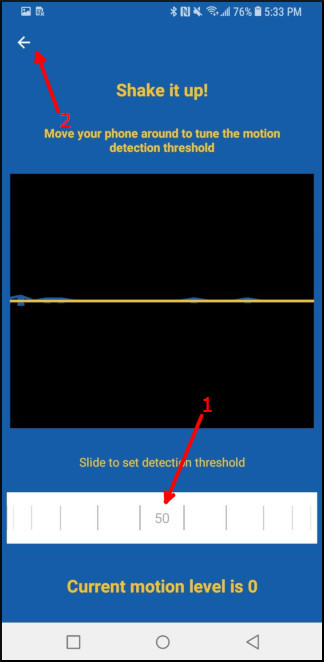 76% 5:33 PM
2
Shake it up!
Move your phone around to tune the motion
detection threshold
1
Slide to set detection threshold
50
Current motion level is 0